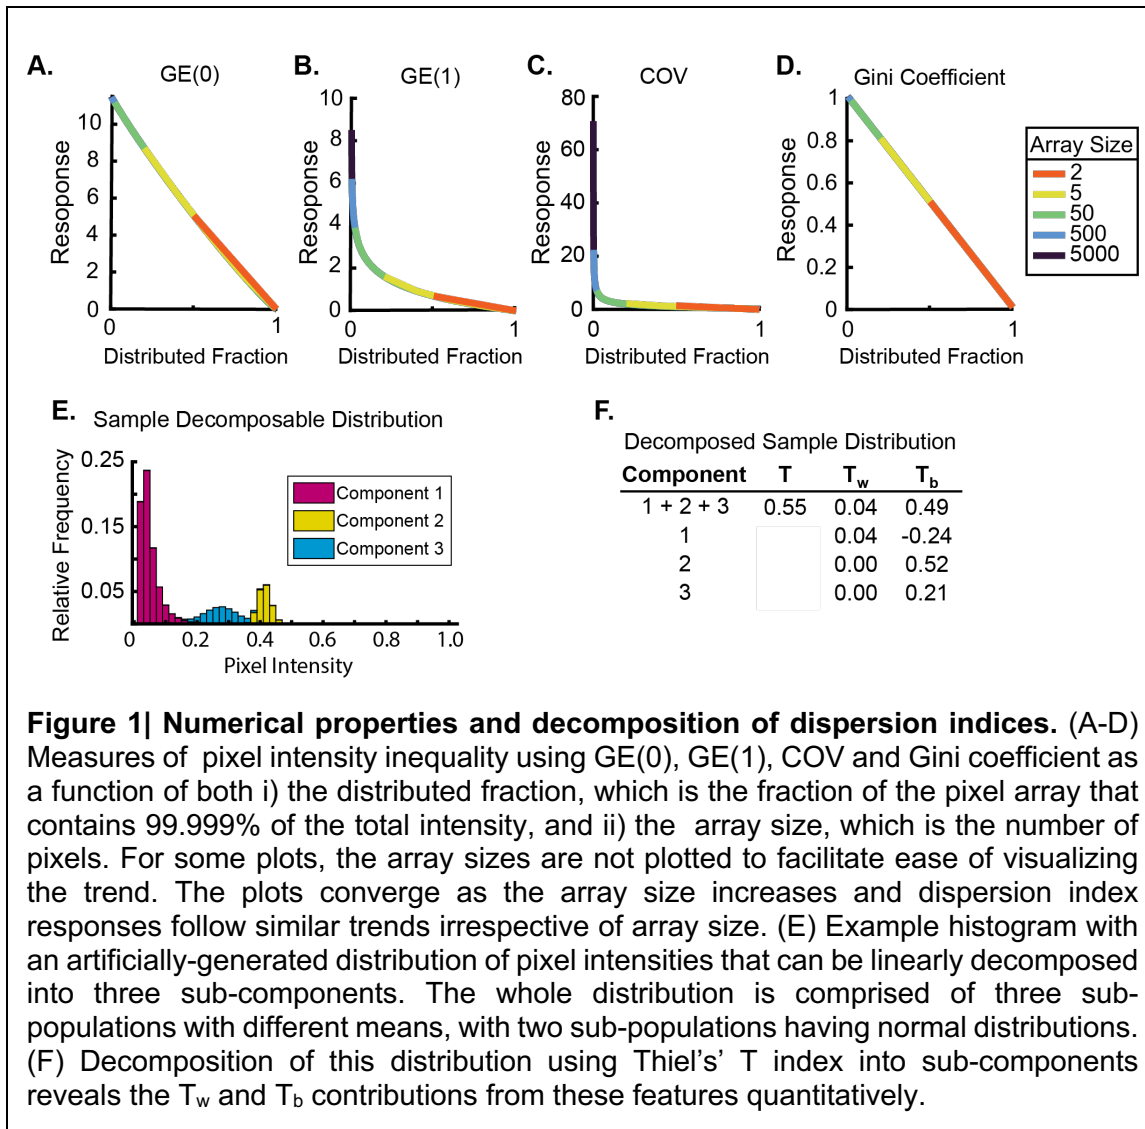 A.
GE(0)
B.
GE(1)
C.
COV
D.
Gini Coefficient
Resoponse
10
8
6
4
2
0
0
1
Distributed Fraction
Resoponse
10
8
6
4
2
0
0
1
Distributed Fraction
Resoponse
80
60
40
20
0
0
1
Distributed Fraction
Resoponse
1
0.8
0.6
0.4
0.2
0
0
1
Distributed Fraction
Array Size
2
5
50
500
5000
E.
Sample Decomposable Distribution
Relative Frequency
0.25
0.15
0.05
0 0.2 0.4 0.6 0.8 1.0
Pixel Intensity
Component 1
Component 2
Component 3
F.
Decomposed Sample Distribution
Component T Tw Tb
1 + 2 + 3 0.55 0.04 0.49
1 0.04 -0.24
2 0.00 0.52
3 0.00 0.21
Figure 1| Numerical properties and decomposition of dispersion indices. (A-D)
Measures of pixel intensity inequality using GE(0), GE(1), COV and Gini coefficient as
a function of both i) the distributed fraction, which is the fraction of the pixel array that
contains 99.999% of the total intensity, and ii) the array size, which is the number of
pixels. For some plots, the array sizes are not plotted to facilitate ease of visualizing
the trend. The plots converge as the array size increases and dispersion index
responses follow similar trends irrespective of array size. (E) Example histogram with
an artificially-generated distribution of pixel intensities that can be linearly decomposed
into three sub-components. The whole distribution is comprised of three sub-
populations with different means, with two sub-populations having normal distributions.
(F) Decomposition of this distribution using Thiel's' T index into sub-components
reveals the Tw and Tb contributions from these features quantitatively.